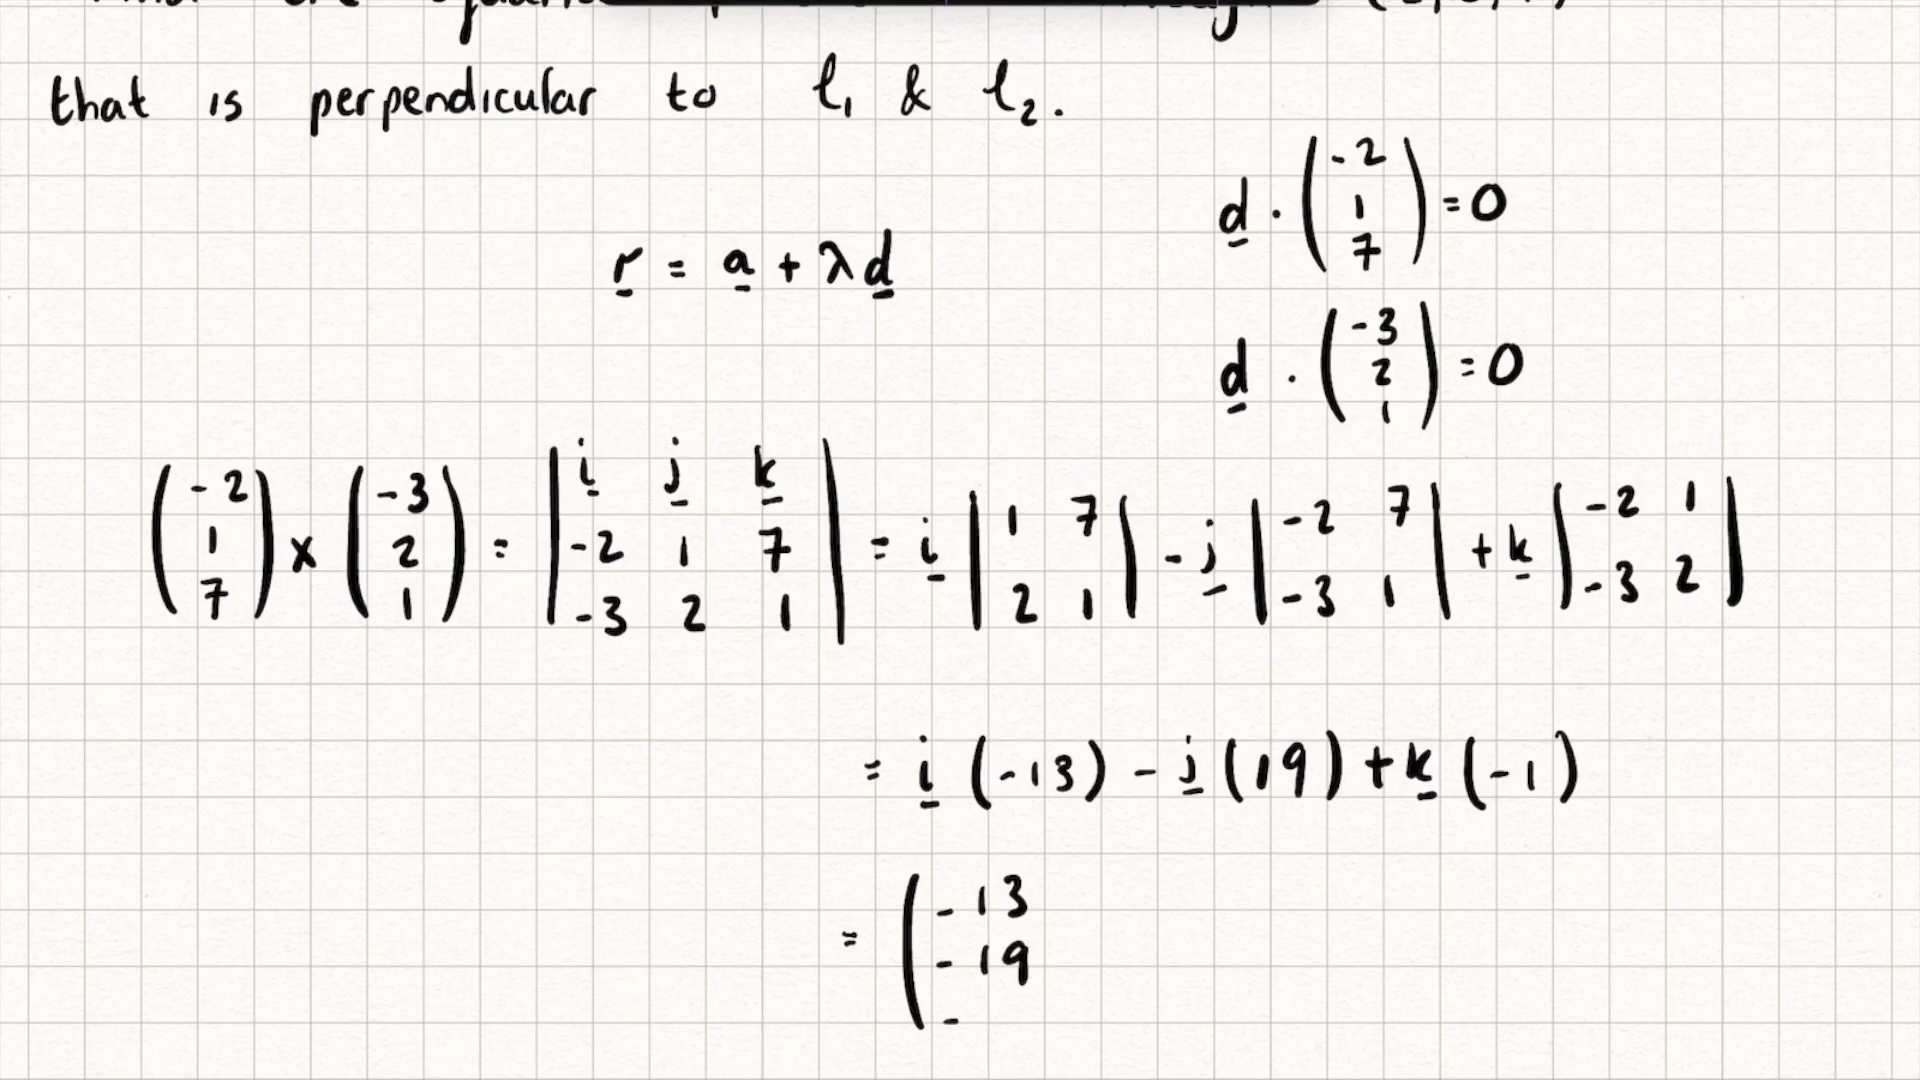 that is perpendicular to l₁ & l₂.
d · (-2 1 7) = 0
r = a + λd
d · (-3 2 1) = 0
(-2 1 7) x (-3 2 1) = |i j k -2 1 7 -3 2 1| = i |1 7 2 1| - j |-2 7 -3 1| + k |-2 1 -3 2|
= i (-13) - j (19) + k (-1)
= (-13 -19 -